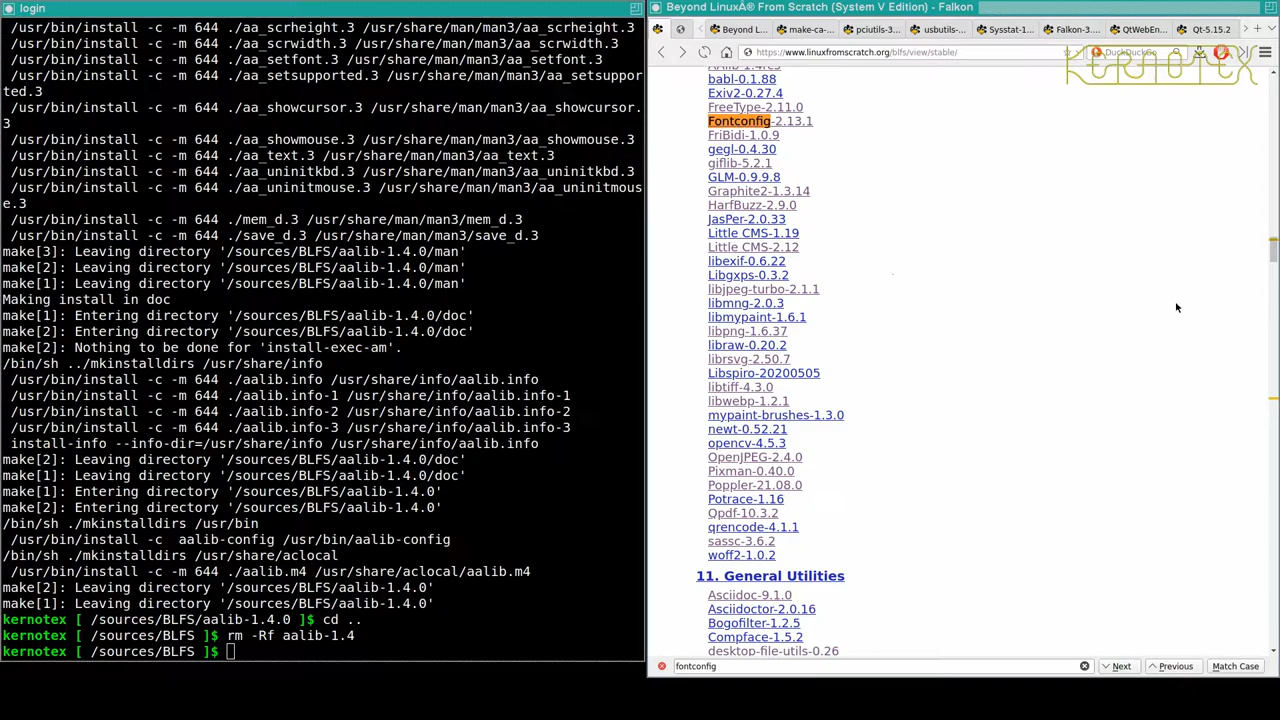 login
/usr/bin/install -c -m 644 ./aa_scrheight.3 /usr/share/man/man3/aa_scrheight.3
/usr/bin/install -c -m 644 ./aa_scrwidth.3 /usr/share/man/man3/aa_scrwidth.3
/usr/bin/install -c -m 644 ./aa_setfont.3 /usr/share/man/man3/aa_setfont.3
/usr/bin/install -c -m 644 ./aa_setsupported.3 /usr/share/man/man3/aa_setsuppor
ted.3
/usr/bin/install -c -m 644 ./aa_showcursor.3 /usr/share/man/man3/aa_showcursor.
3
/usr/bin/install -c -m 644 ./aa_showmouse.3 /usr/share/man/man3/aa_showmouse.3
/usr/bin/install -c -m 644 ./aa_text.3 /usr/share/man/man3/aa_text.3
/usr/bin/install -c -m 644 ./aa_uninitkbd.3 /usr/share/man/man3/aa_uninitkbd.3
/usr/bin/install -c -m 644 ./aa_uninitmouse.3 /usr/share/man/man3/aa_uninitmous
e.3
/usr/bin/install -c -m 644 ./mem_d.3 /usr/share/man/man3/mem_d.3
/usr/bin/install -c -m 644 ./save_d.3 /usr/share/man/man3/save_d.3
make[3]: Leaving directory '/sources/BLFS/aalib-1.4.0/man'
make[2]: Leaving directory '/sources/BLFS/aalib-1.4.0/man'
make[1]: Leaving directory '/sources/BLFS/aalib-1.4.0/man'
Making install in doc
make[1]: Entering directory '/sources/BLFS/aalib-1.4.0/doc'
make[2]: Entering directory '/sources/BLFS/aalib-1.4.0/doc'
make[2]: Nothing to be done for 'install-exec-am'.
/bin/sh ../mkinstalldirs /usr/share/info
/usr/bin/install -c -m 644 ./aalib.info /usr/share/info/aalib.info
/usr/bin/install -c -m 644 ./aalib.info-1 /usr/share/info/aalib.info-1
/usr/bin/install -c -m 644 ./aalib.info-2 /usr/share/info/aalib.info-2
/usr/bin/install -c -m 644 ./aalib.info-3 /usr/share/info/aalib.info-3
install-info --info-dir=/usr/share/info /usr/share/info/aalib.info
make[2]: Leaving directory '/sources/BLFS/aalib-1.4.0/doc'
make[1]: Leaving directory '/sources/BLFS/aalib-1.4.0/doc'
make[1]: Entering directory '/sources/BLFS/aalib-1.4.0'
make[2]: Entering directory '/sources/BLFS/aalib-1.4.0'
/bin/sh ./mkinstalldirs /usr/bin
/usr/bin/install -c  aalib-config /usr/bin/aalib-config
/bin/sh ./mkinstalldirs /usr/share/aclocal
/usr/bin/install -c -m 644 ./aalib.m4 /usr/share/aclocal/aalib.m4
make[2]: Leaving directory '/sources/BLFS/aalib-1.4.0'
make[1]: Leaving directory '/sources/BLFS/aalib-1.4.0'
kernotex [ /sources/BLFS/aalib-1.4.0 ]$ cd ..
kernotex [ /sources/BLFS ]$ rm -Rf aalib-1.4
kernotex [ /sources/BLFS ]$
Beyond LinuxÂ® From Scratch (System V Edition) - Falkon
Beyond L... make-ca-... pciutils-3... usbutils-... Sysstat-1... Falkon-3... QtWebEn... Qt-5.15.2
https://www.linuxfromscratch.org/blfs/view/stable/ DuckDuckGo
KERNOTEX
AAlib-1.4rc5
babl-0.1.88
Exiv2-0.27.4
FreeType-2.11.0
Fontconfig-2.13.1
FriBidi-1.0.9
gegl-0.4.30
giflib-5.2.1
GLM-0.9.9.8
Graphite2-1.3.14
HarfBuzz-2.9.0
JasPer-2.0.33
Little CMS-1.19
Little CMS-2.12
libexif-0.6.22
Libgxps-0.3.2
libjpeg-turbo-2.1.1
libmng-2.0.3
libmypaint-1.6.1
libpng-1.6.37
libraw-0.20.2
librsvg-2.50.7
Libspiro-20200505
libtiff-4.3.0
libwebp-1.2.1
mypaint-brushes-1.3.0
newt-0.52.21
opencv-4.5.3
OpenJPEG-2.4.0
Pixman-0.40.0
Poppler-21.08.0
Potrace-1.16
Qpdf-10.3.2
qrencode-4.1.1
sassc-3.6.2
woff2-1.0.2
11. General Utilities
Asciidoc-9.1.0
Asciidoctor-2.0.16
Bogofilter-1.2.5
Compface-1.5.2
desktop-file-utils-0.26
fontconfig Next Previous Match Case